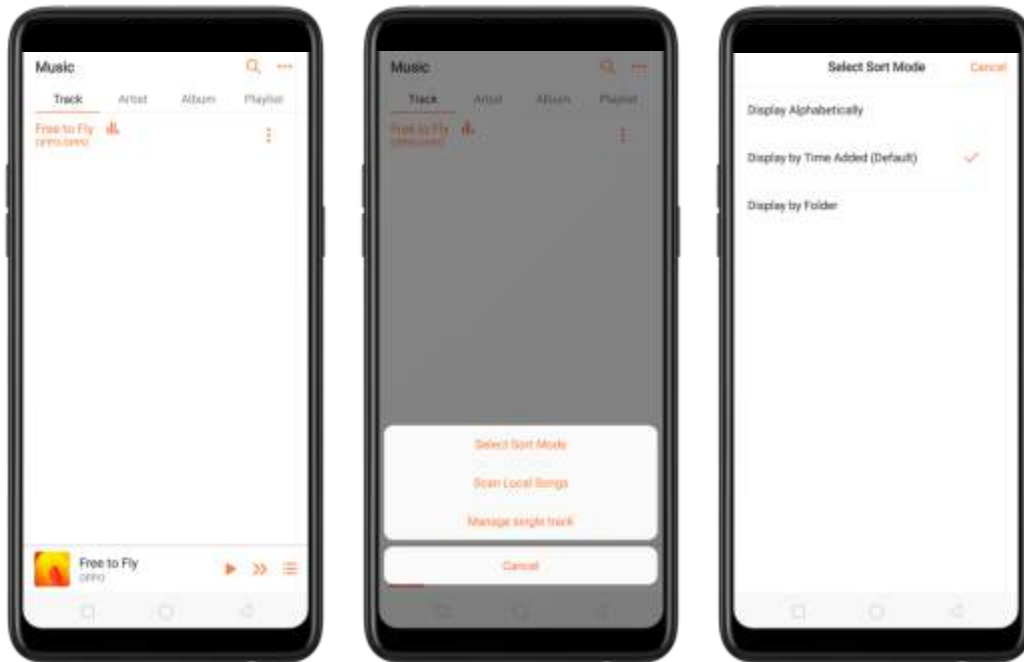 Music
Track Artist Album Playlist
Free to Fly
OPPO OPPO
Free to Fly
OPPO
Music
Track Artist Album Playlist
Free to Fly
OPPO OPPO
Select Sort Mode
Scan Local Songs
Manage single track
Cancel
Select Sort Mode Cancel
Display Alphabetically
Display by Time Added (Default)
Display by Folder